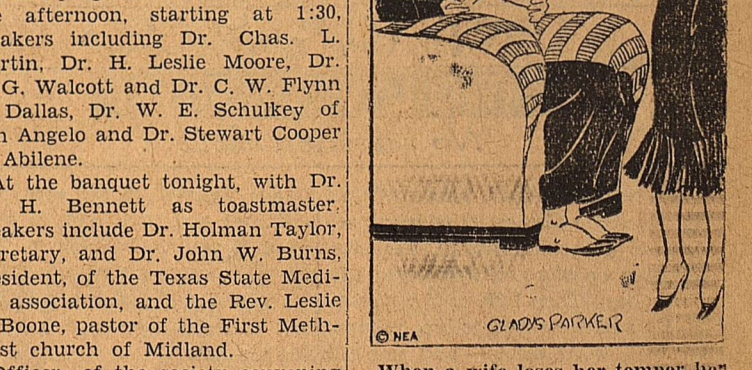 afternoon, starting at 1:30,
akers including Dr. Chas. L.
rtin, Dr. H. Leslie Moore, Dr.
G. Walcott and Dr. C. W. Flynn
Dallas, Dr. W. E. Schulkey of
n Angelo and Dr. Stewart Cooper
Abilene.
At the banquet tonight, with Dr.
H. Bennett as toastmaster,
eakers include Dr. Holman Taylor,
retary, and Dr. John W. Burns,
esident, of the Texas State Medi-
association, and the Rev. Leslie
Boone, pastor of the First Meth-
st church of Midland.
© NEA
GLADYS PARKER
When a wife loses her temper her